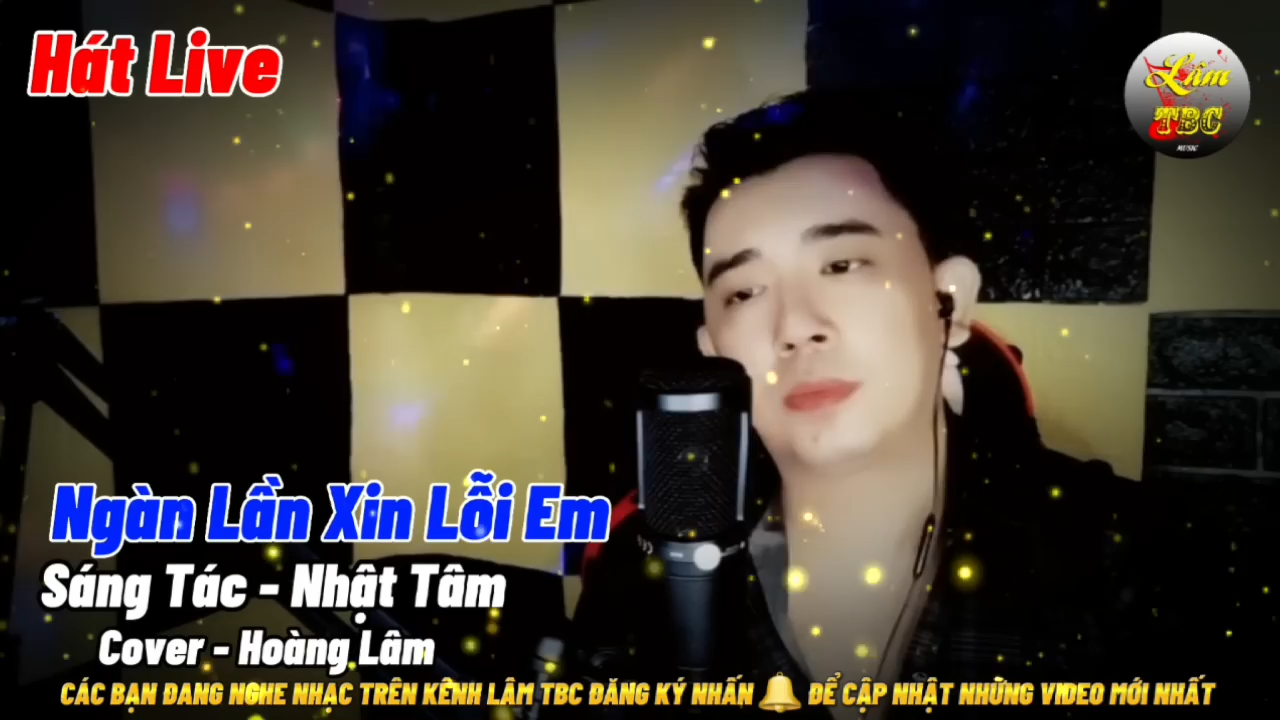 Hát Live
Lâm
TBC
MUSIC
Ngàn Lần Xin Lỗi Em
Sáng Tác - Nhật Tâm
Cover - Hoàng Lâm
CÁC BẠN ĐANG NGHE NHẠC TRÊN KÊNH LÂM TBC ĐĂNG KÝ NHẤN 🔔 ĐỂ CẬP NHẬT NHỮNG VIDEO MỚI NHẤT